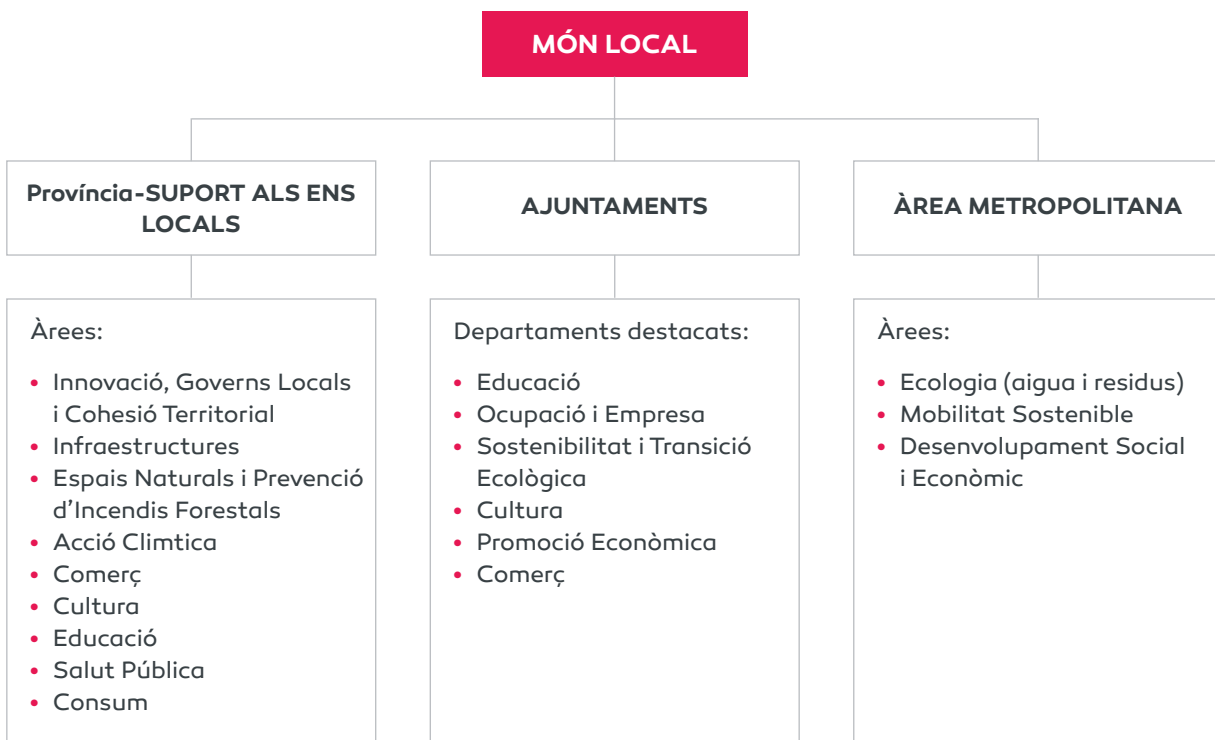 MÓN LOCAL
Província-SUPORT ALS ENS
LOCALS
Àrees:
• Innovació, Governs Locals
i Cohesió Territorial
• Infraestructures
• Espais Naturals i Prevenció
d’Incendis Forestals
• Acció Climtica
• Comerç
• Cultura
• Educació
• Salut Pública
• Consum
AJUNTAMENTS
Departaments destacats:
• Educació
• Ocupació i Empresa
• Sostenibilitat i Transició
Ecològica
• Cultura
• Promoció Econòmica
• Comerç
ÀREA METROPOLITANA
Àrees:
• Ecologia (aigua i residus)
• Mobilitat Sostenible
• Desenvolupament Social
i Econòmic